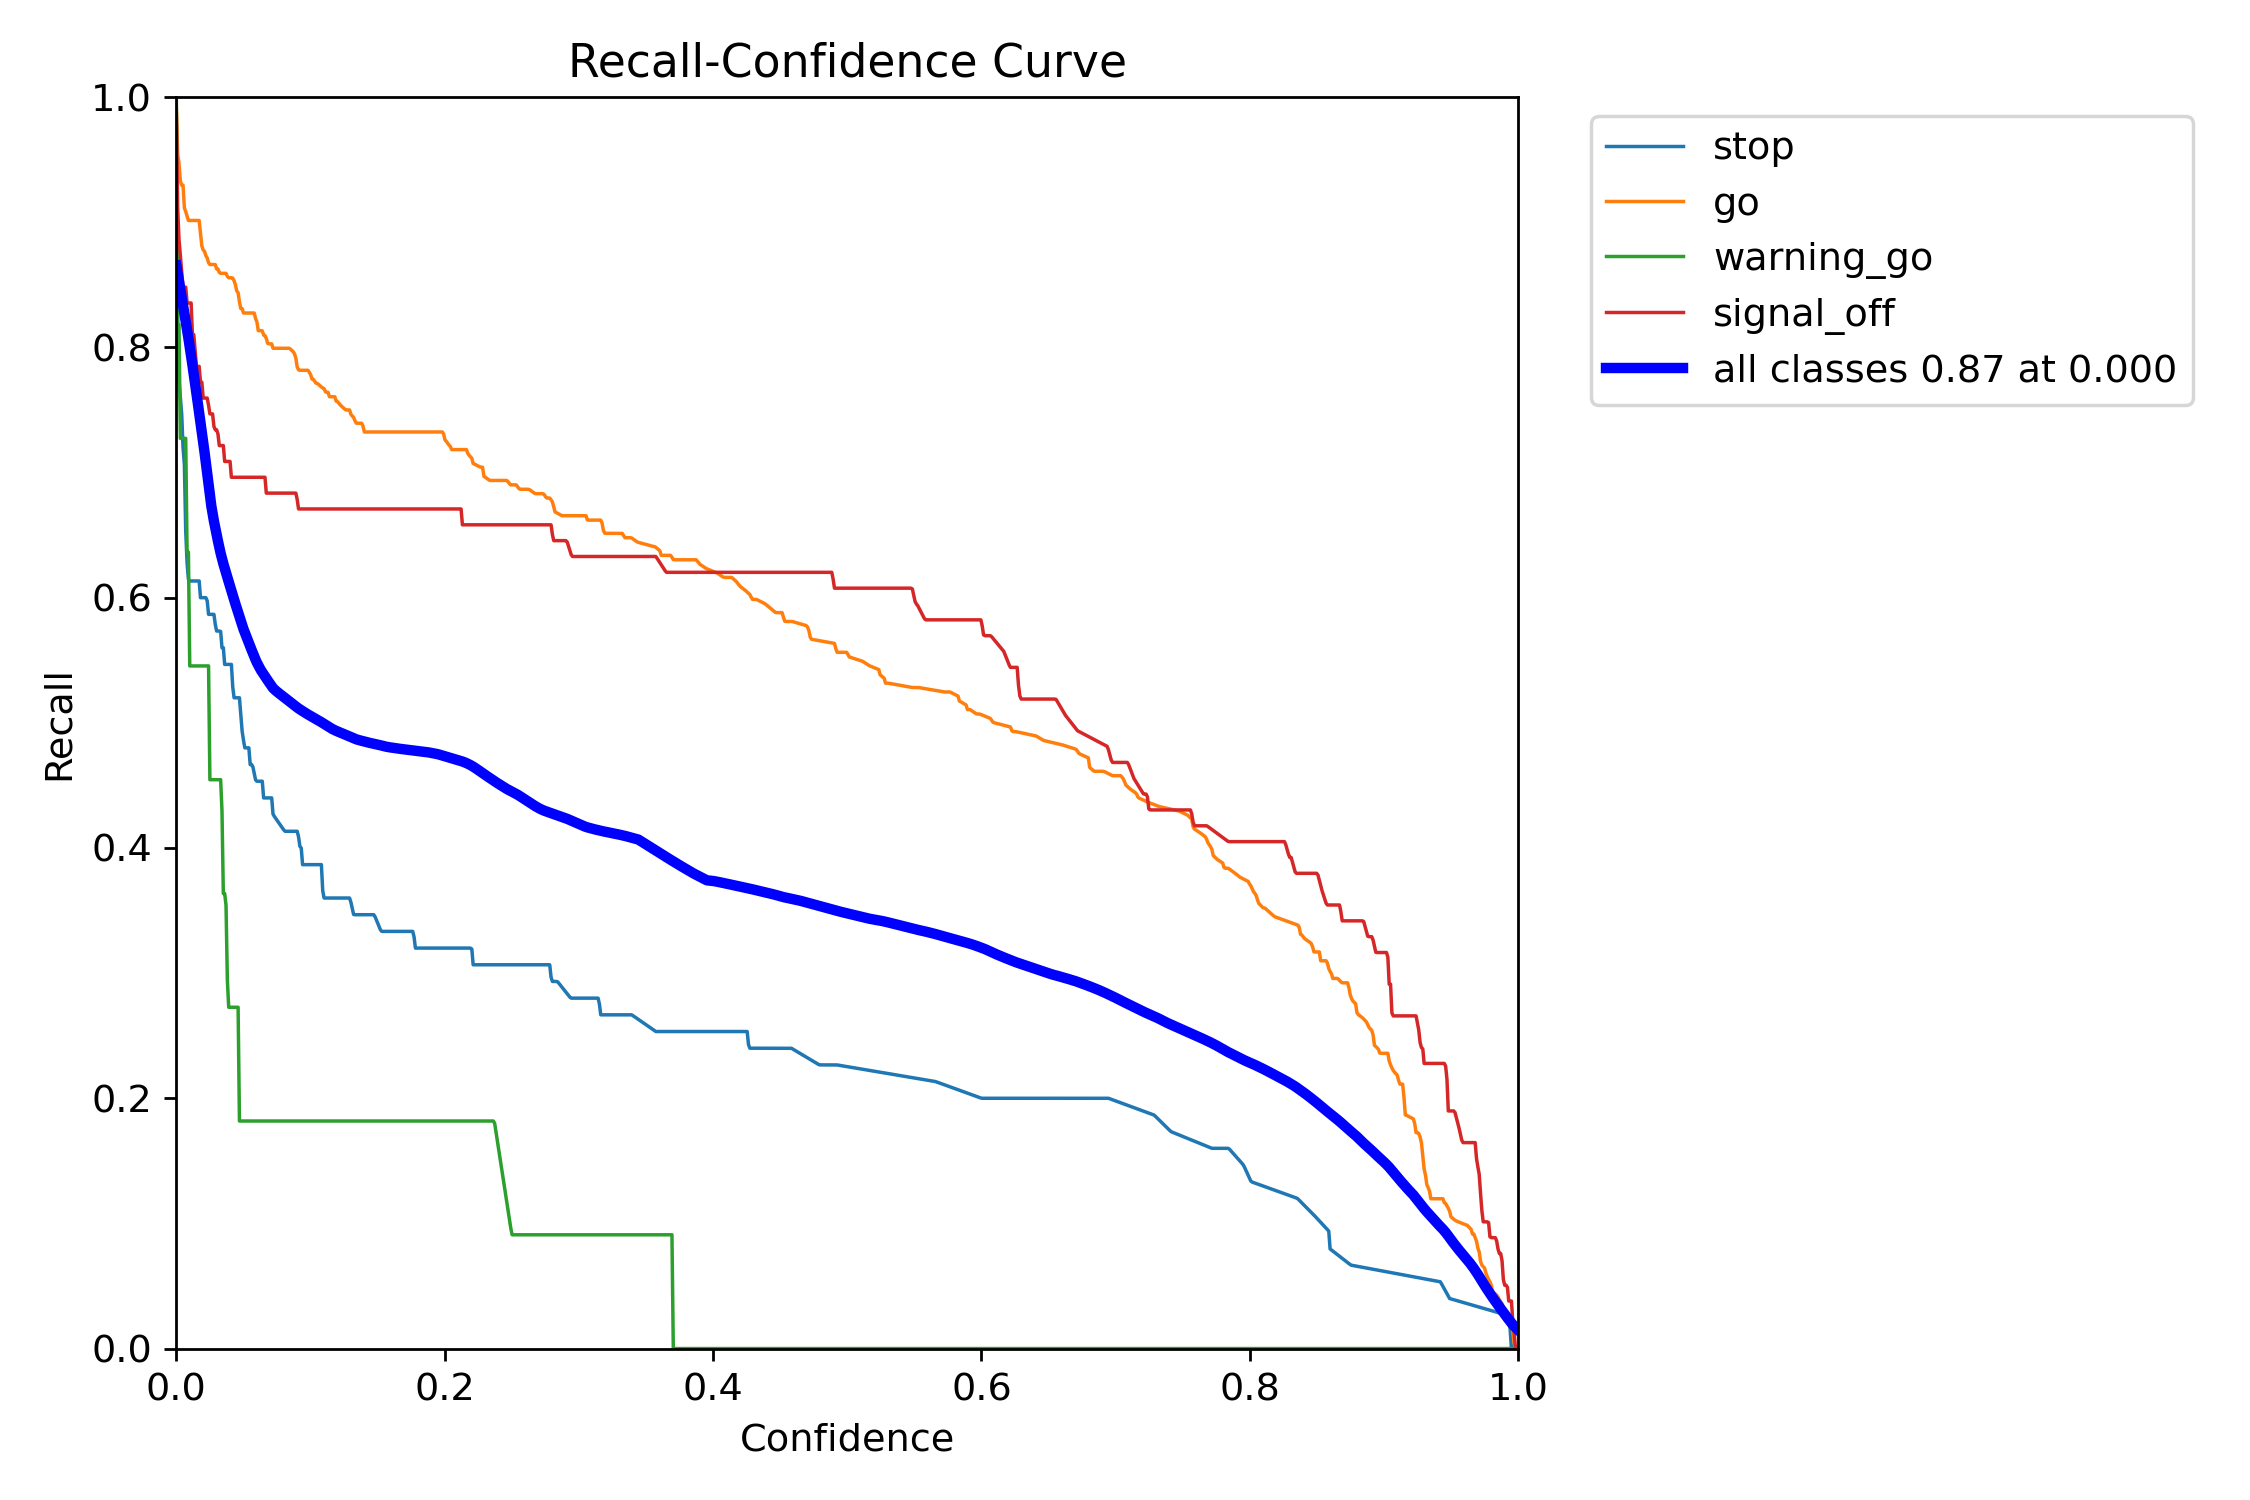 Recall-Confidence Curve
1.0
0.8
0.6
0.4
0.2
0.0
Recall
0.0 0.2 0.4 0.6 0.8 1.0
Confidence
stop
go
warning_go
signal_off
all classes 0.87 at 0.000